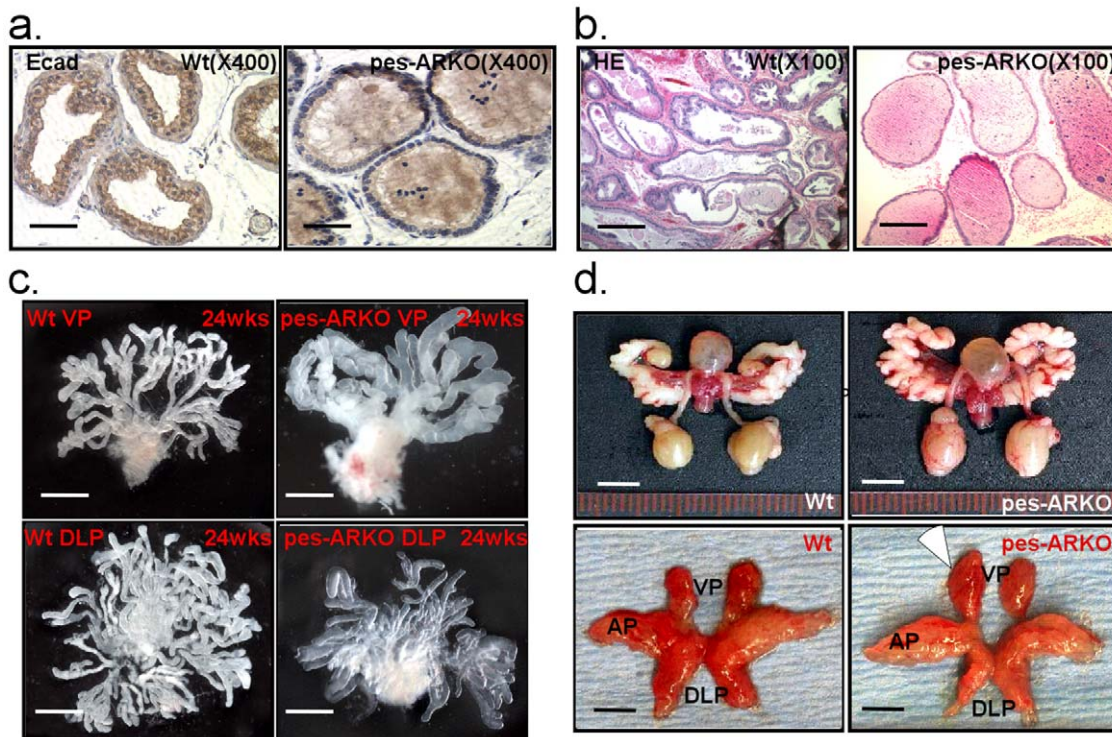 a.
Ecad Wt(X400)
pes-ARKO(X400)
b.
HE Wt(X100)
pes-ARKO(X100)
c.
Wt VP 24wks
pes-ARKO VP 24wks
Wt DLP 24wks
pes-ARKO DLP 24wks
d.
Wt
pes-ARKO
Wt
VP
AP
DLP
pes-ARKO
VP
AP
DLP